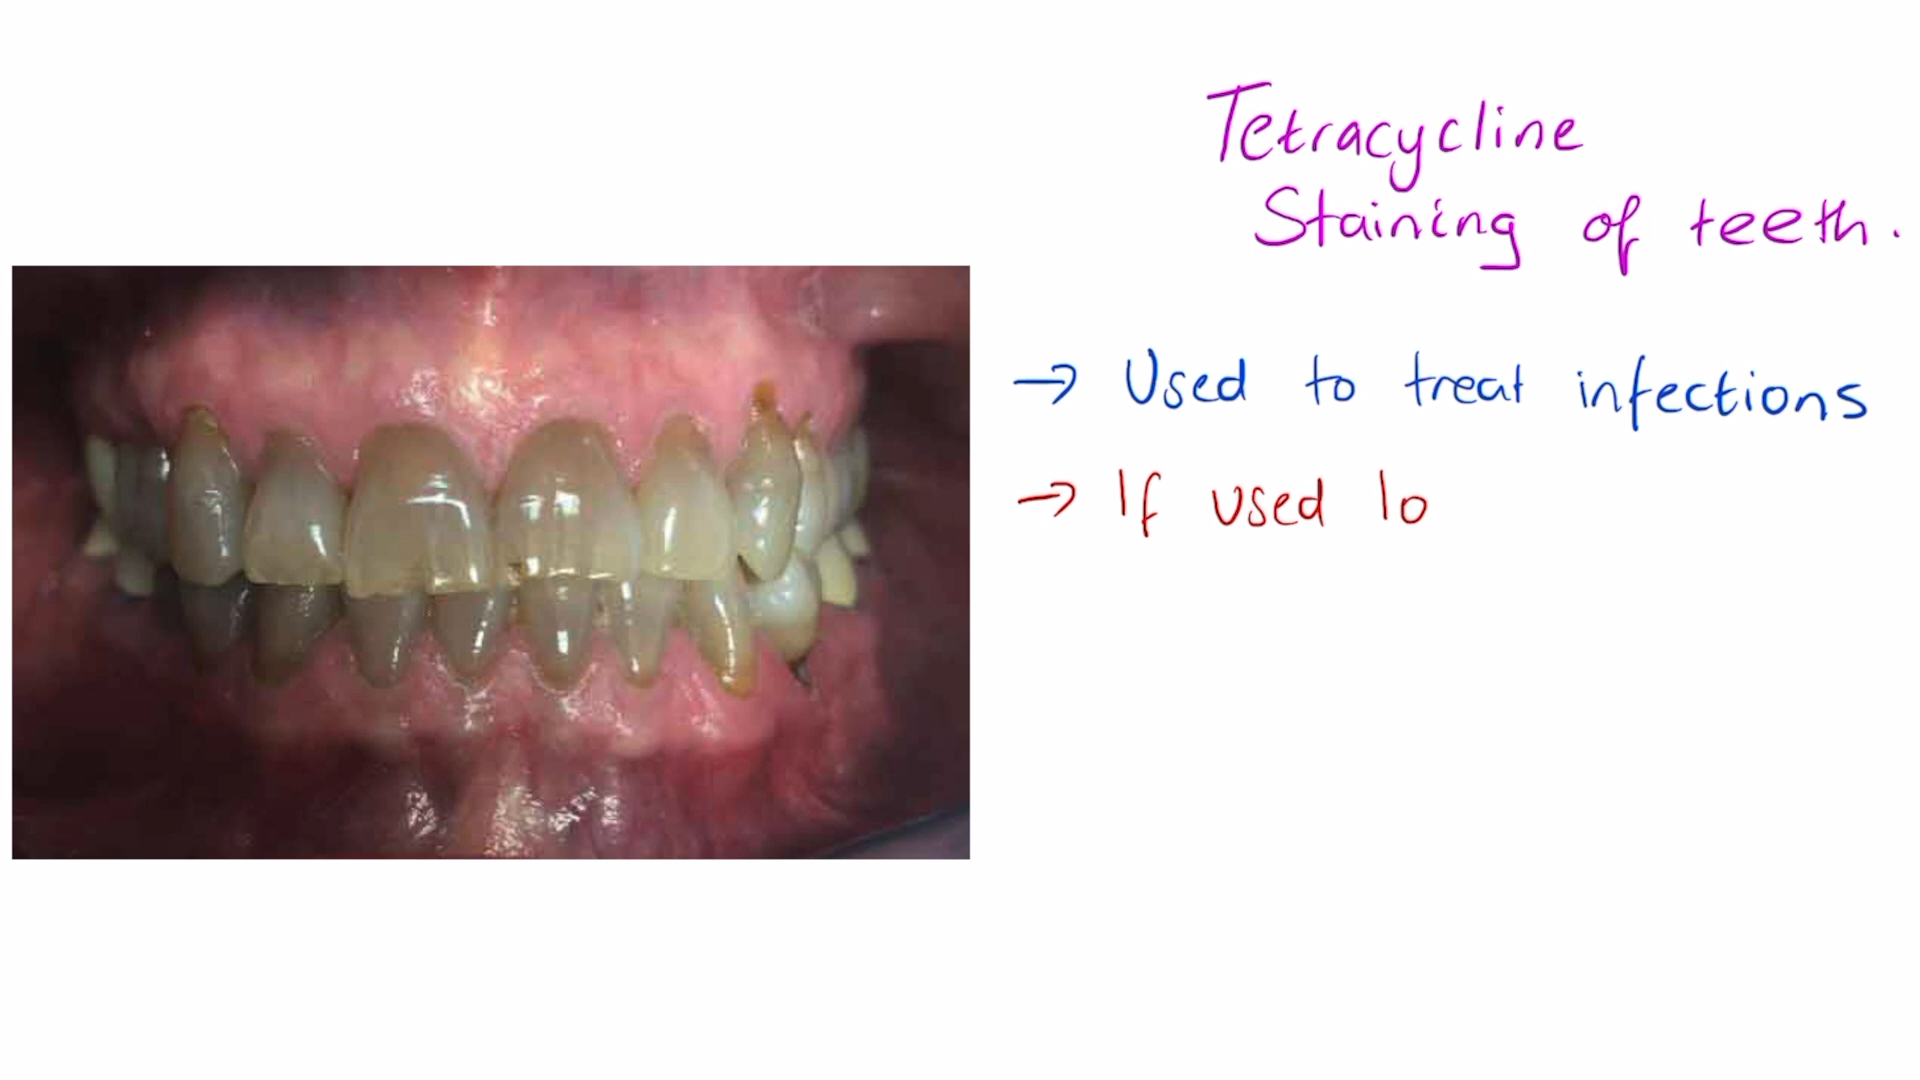 Tetracycline
Staining of teeth.
→ Used to treat infections
→ If used lo